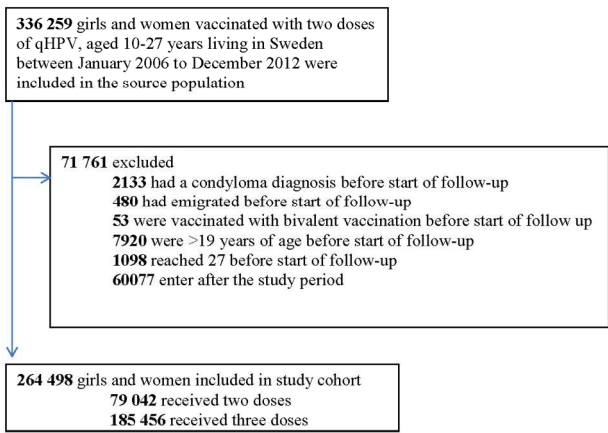 336 259 girls and women vaccinated with two doses
of qHPV, aged 10-27 years living in Sweden
between January 2006 to December 2012 were
included in the source population
71 761 excluded
2133 had a condyloma diagnosis before start of follow-up
480 had emigrated before start of follow-up
53 were vaccinated with bivalent vaccination before start of follow up
7920 were >19 years of age before start of follow-up
1098 reached 27 before start of follow-up
60077 enter after the study period
264 498 girls and women included in study cohort
79 042 received two doses
185 456 received three doses